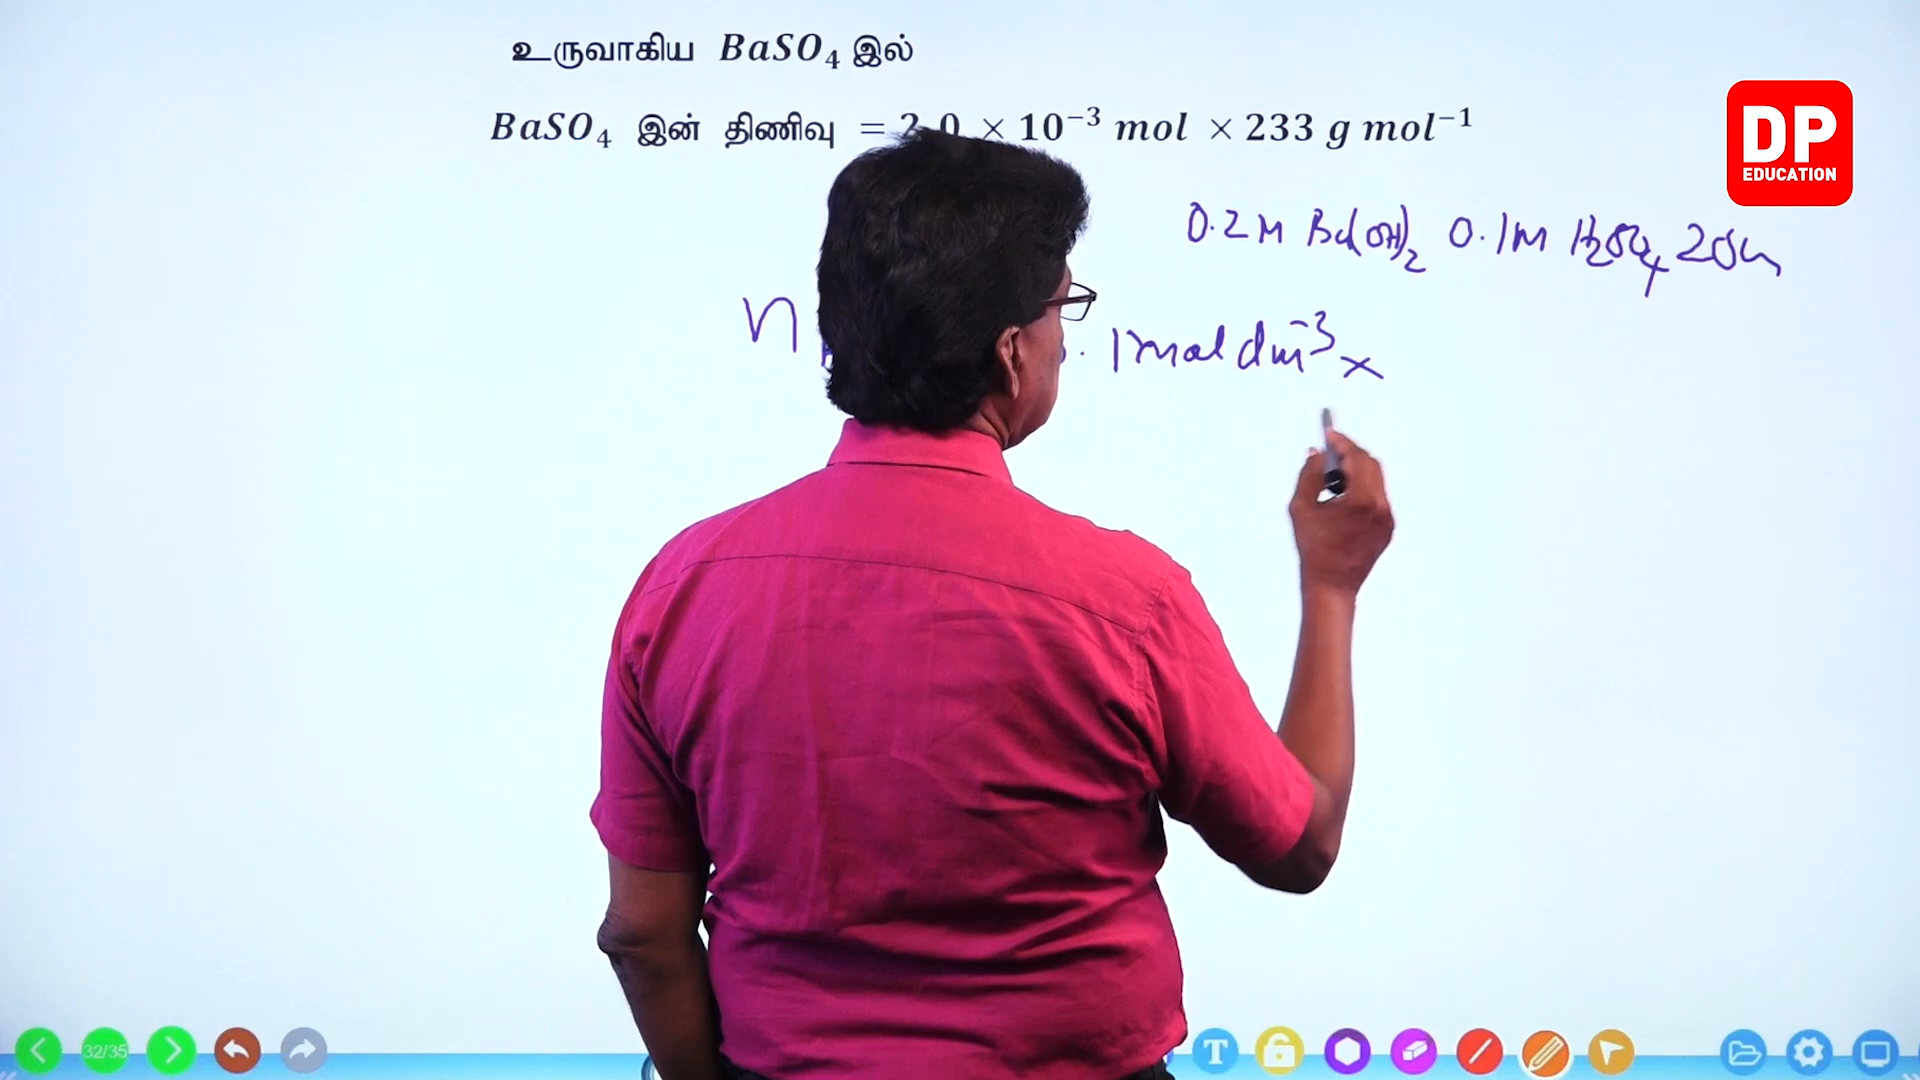 உருவாகிய BaSO₄ இல்
BaSO₄ இன் திணிவு = 2.0 × 10⁻³ mol × 233 g mol⁻¹
DP
EDUCATION
0.2M Ba(OH)₂ 0.1M H₂SO₄
n
1 mol dm⁻³ ×
32/35
T